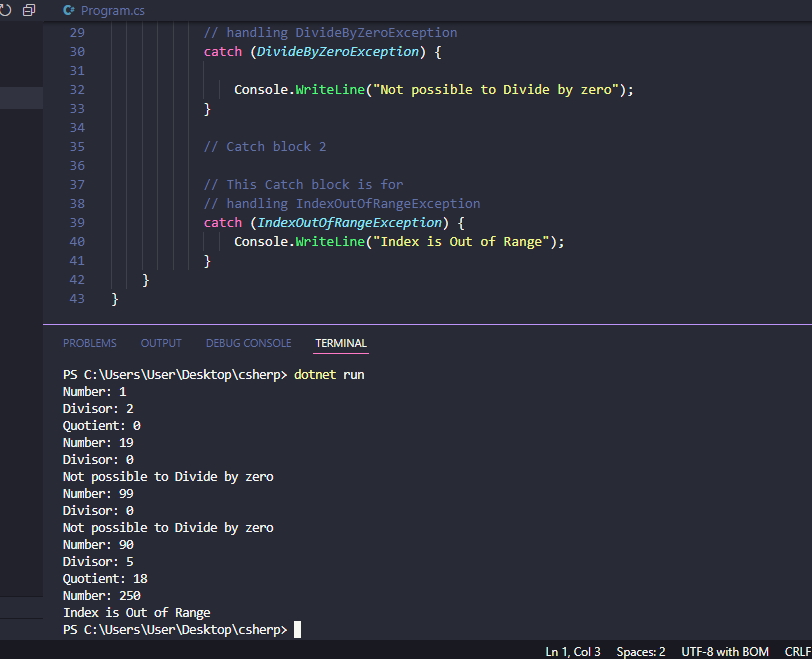 C# Program.cs
29 // handling DivideByZeroException
30 catch (DivideByZeroException) {
31
32 Console.WriteLine("Not possible to Divide by zero");
33 }
34
35 // Catch block 2
36
37 // This Catch block is for
38 // handling IndexOutOfRangeException
39 catch (IndexOutOfRangeException) {
40 Console.WriteLine("Index is Out of Range");
41 }
42 }
43 }
PROBLEMS OUTPUT DEBUG CONSOLE TERMINAL
PS C:\Users\User\Desktop\csherp> dotnet run
Number: 1
Divisor: 2
Quotient: 0
Number: 19
Divisor: 0
Not possible to Divide by zero
Number: 99
Divisor: 0
Not possible to Divide by zero
Number: 90
Divisor: 5
Quotient: 18
Number: 250
Index is Out of Range
PS C:\Users\User\Desktop\csherp>
Ln 1, Col 3 Spaces: 2 UTF-8 with BOM CRLF